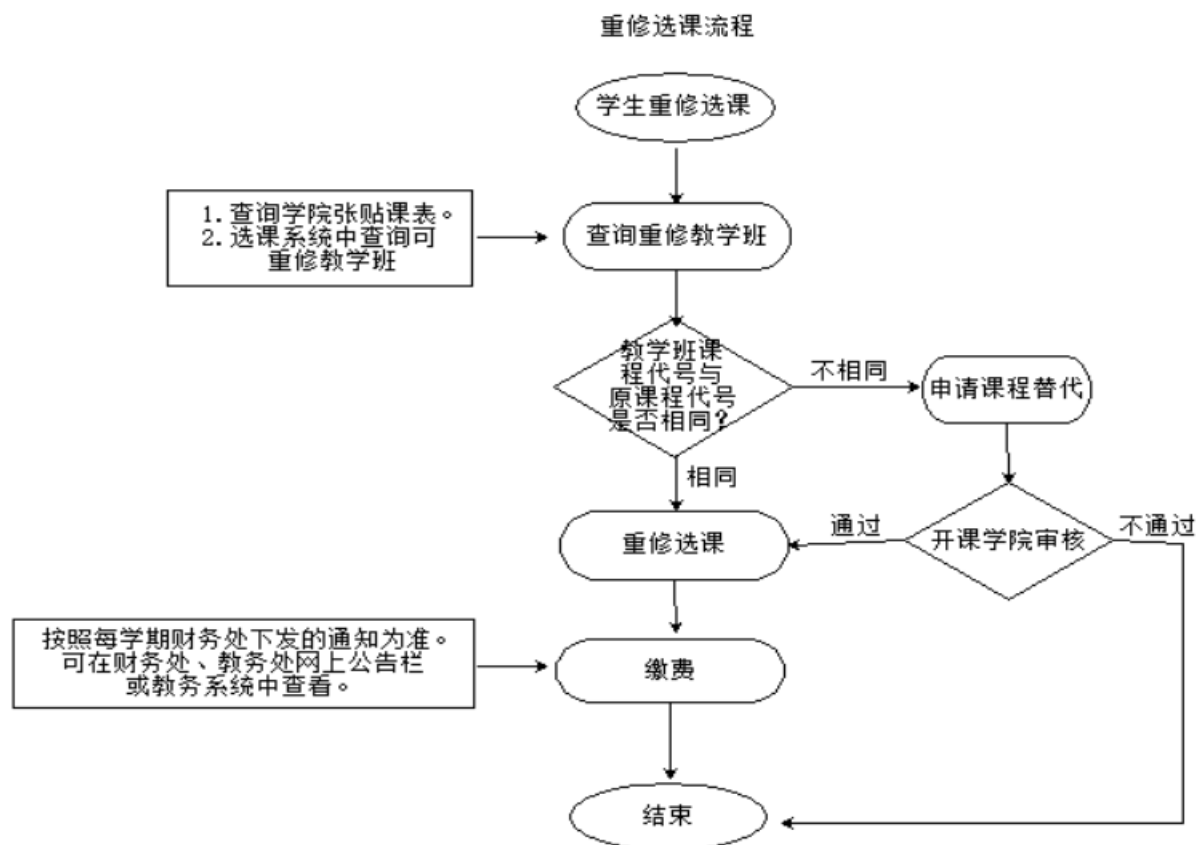 重修选课流程
学生重修选课
1.查询学院张贴课表。
2.选课系统中查询可
重修教学班
查询重修教学班
教学班课
程代号与
原课程代号
是否相同?
不相同
申请课程替代
相同
重修选课
通过
开课学院审核
不通过
按照每学期财务处下发的通知为准。
可在财务处、教务处网上公告栏
或教务系统中查看。
缴费
结束